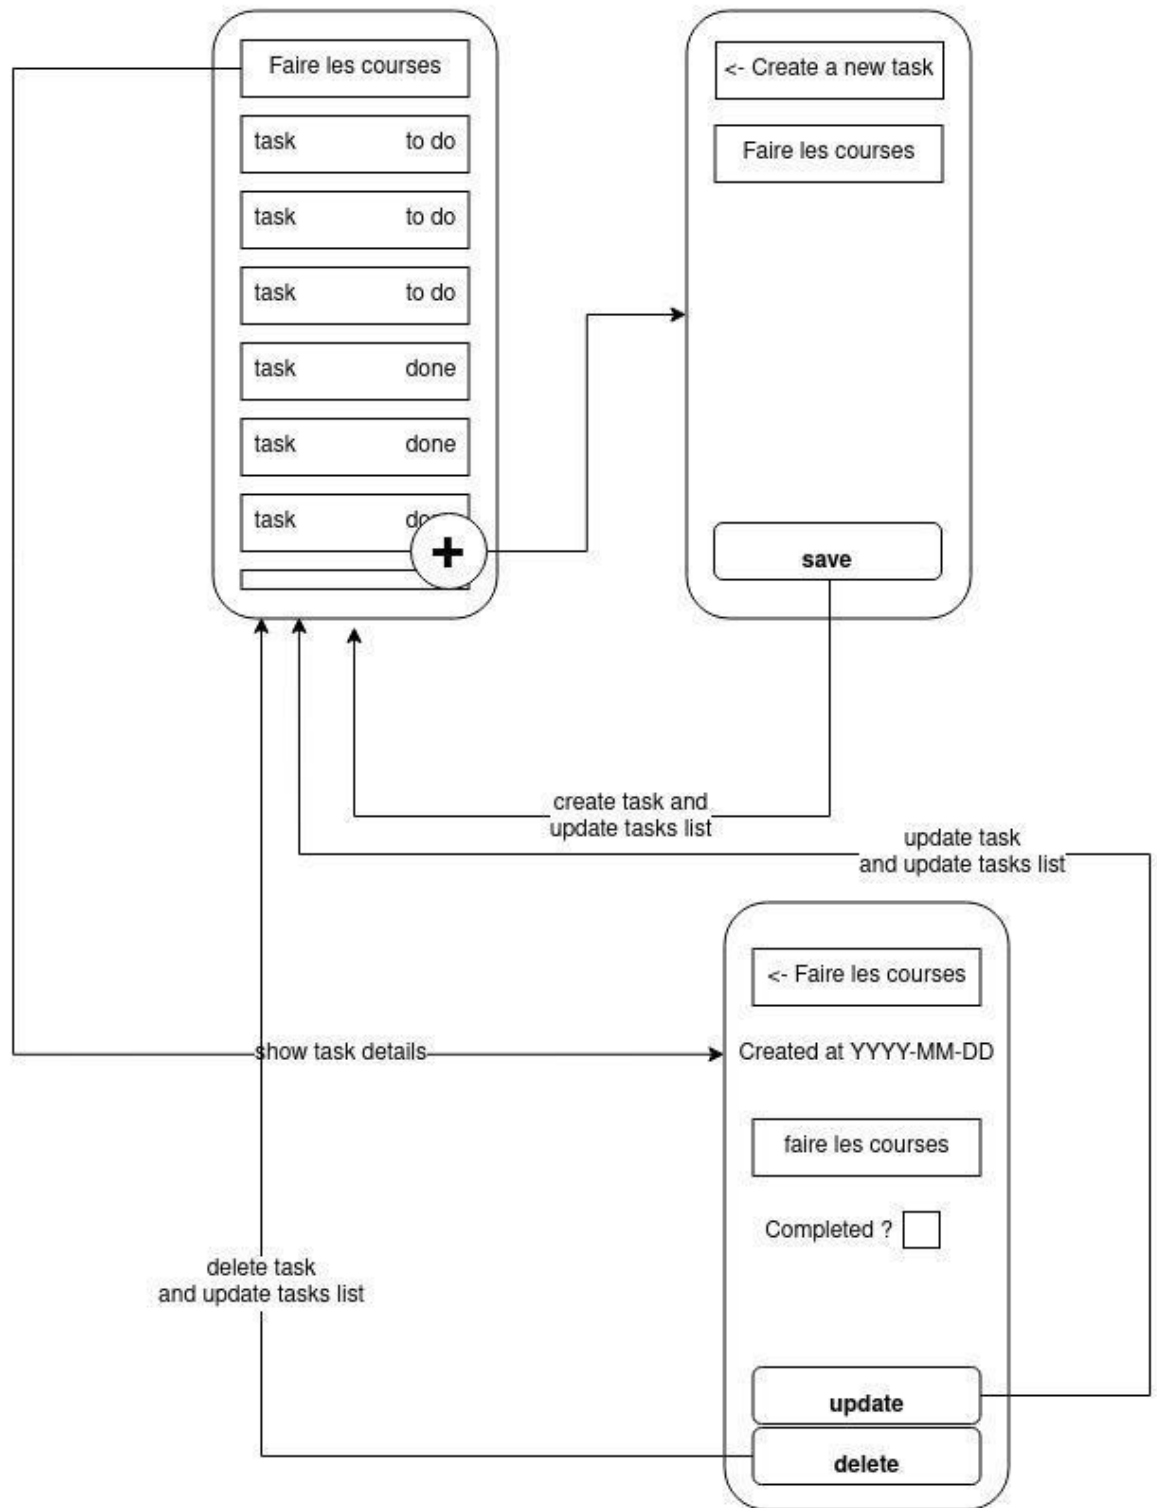 Faire les courses
task to do
task to do
task to do
task done
task done
task
+
<- Create a new task
Faire les courses
save
create task and
update tasks list
update task
and update tasks list
<- Faire les courses
Created at YYYY-MM-DD
show task details
faire les courses
Completed ?
delete task
and update tasks list
update
delete